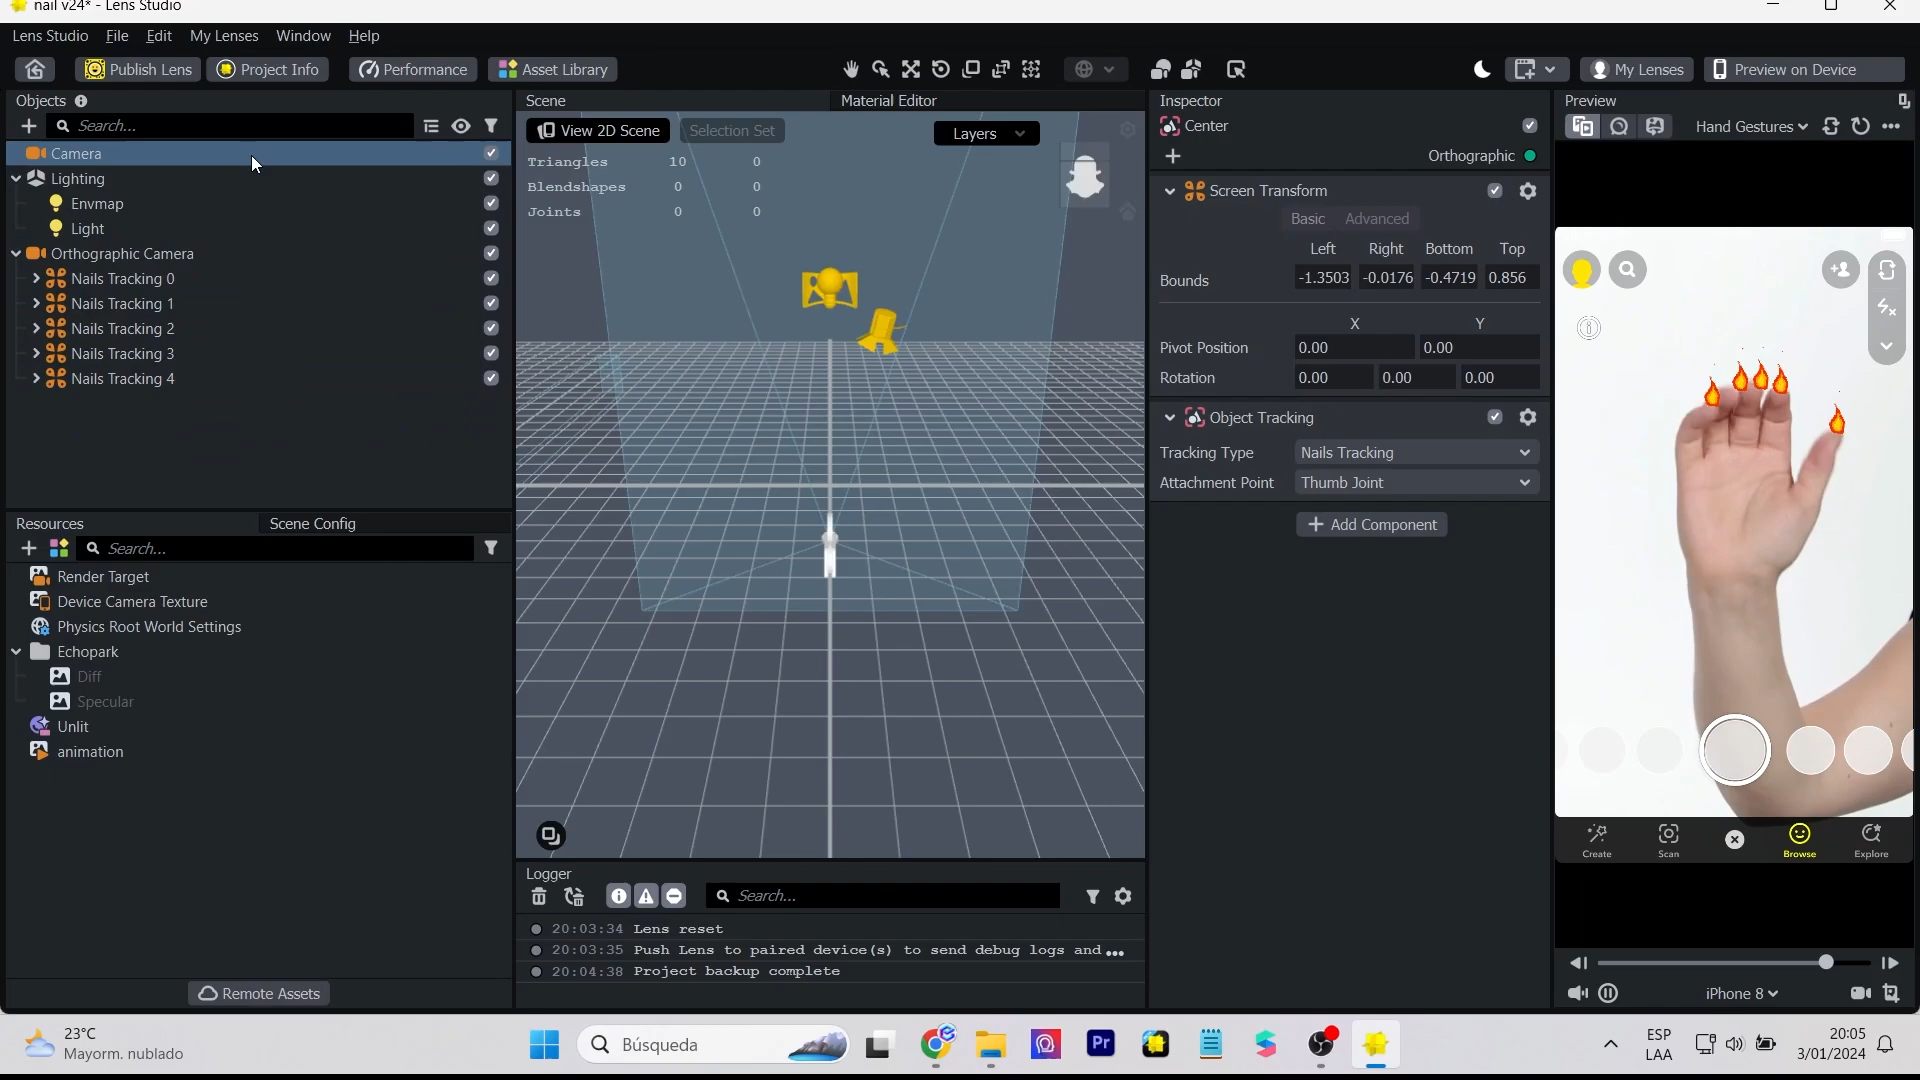 nail v24* - Lens Studio
Lens Studio File Edit My Lenses Window Help
Publish Lens Project Info Performance Asset Library My Lenses Preview on Device
Objects
Search...
Camera
Lighting
Envmap
Light
Orthographic Camera
Nails Tracking 0
Nails Tracking 1
Nails Tracking 2
Nails Tracking 3
Nails Tracking 4
Resources Scene Config
Search...
Render Target
Device Camera Texture
Physics Root World Settings
Echopark
Diff
Specular
Unlit
animation
Remote Assets
Scene Material Editor
View 2D Scene Selection Set Layers
Triangles 10 0
Blendshapes 0 0
Joints 0 0
Logger
Search...
20:03:34 Lens reset
20:03:35 Push Lens to paired device(s) to send debug logs and ...
20:04:38 Project backup complete
Inspector
Center
Orthographic
Screen Transform
Basic Advanced
Left Right Bottom Top
Bounds -1.3503 -0.0176 -0.4719 0.856
X Y
Pivot Position 0.00 0.00
Rotation 0.00 0.00 0.00
Object Tracking
Tracking Type Nails Tracking
Attachment Point Thumb Joint
+ Add Component
Preview
Hand Gestures
Create Scan Browse Explore
iPhone 8
23°C
Mayorm. nublado
Búsqueda
Pr
ESP
LAA
20:05
3/01/2024